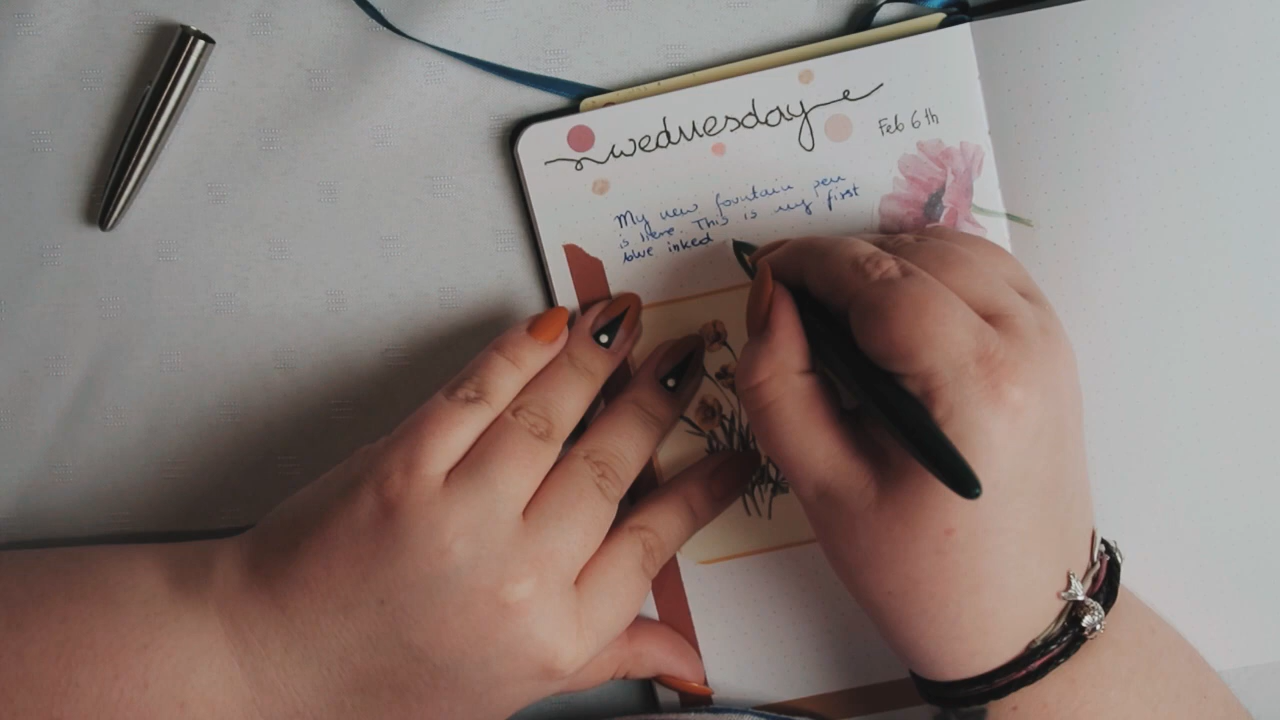 wednesday
Feb 6th
My new fountain pen
is here. This is my first
blue inked